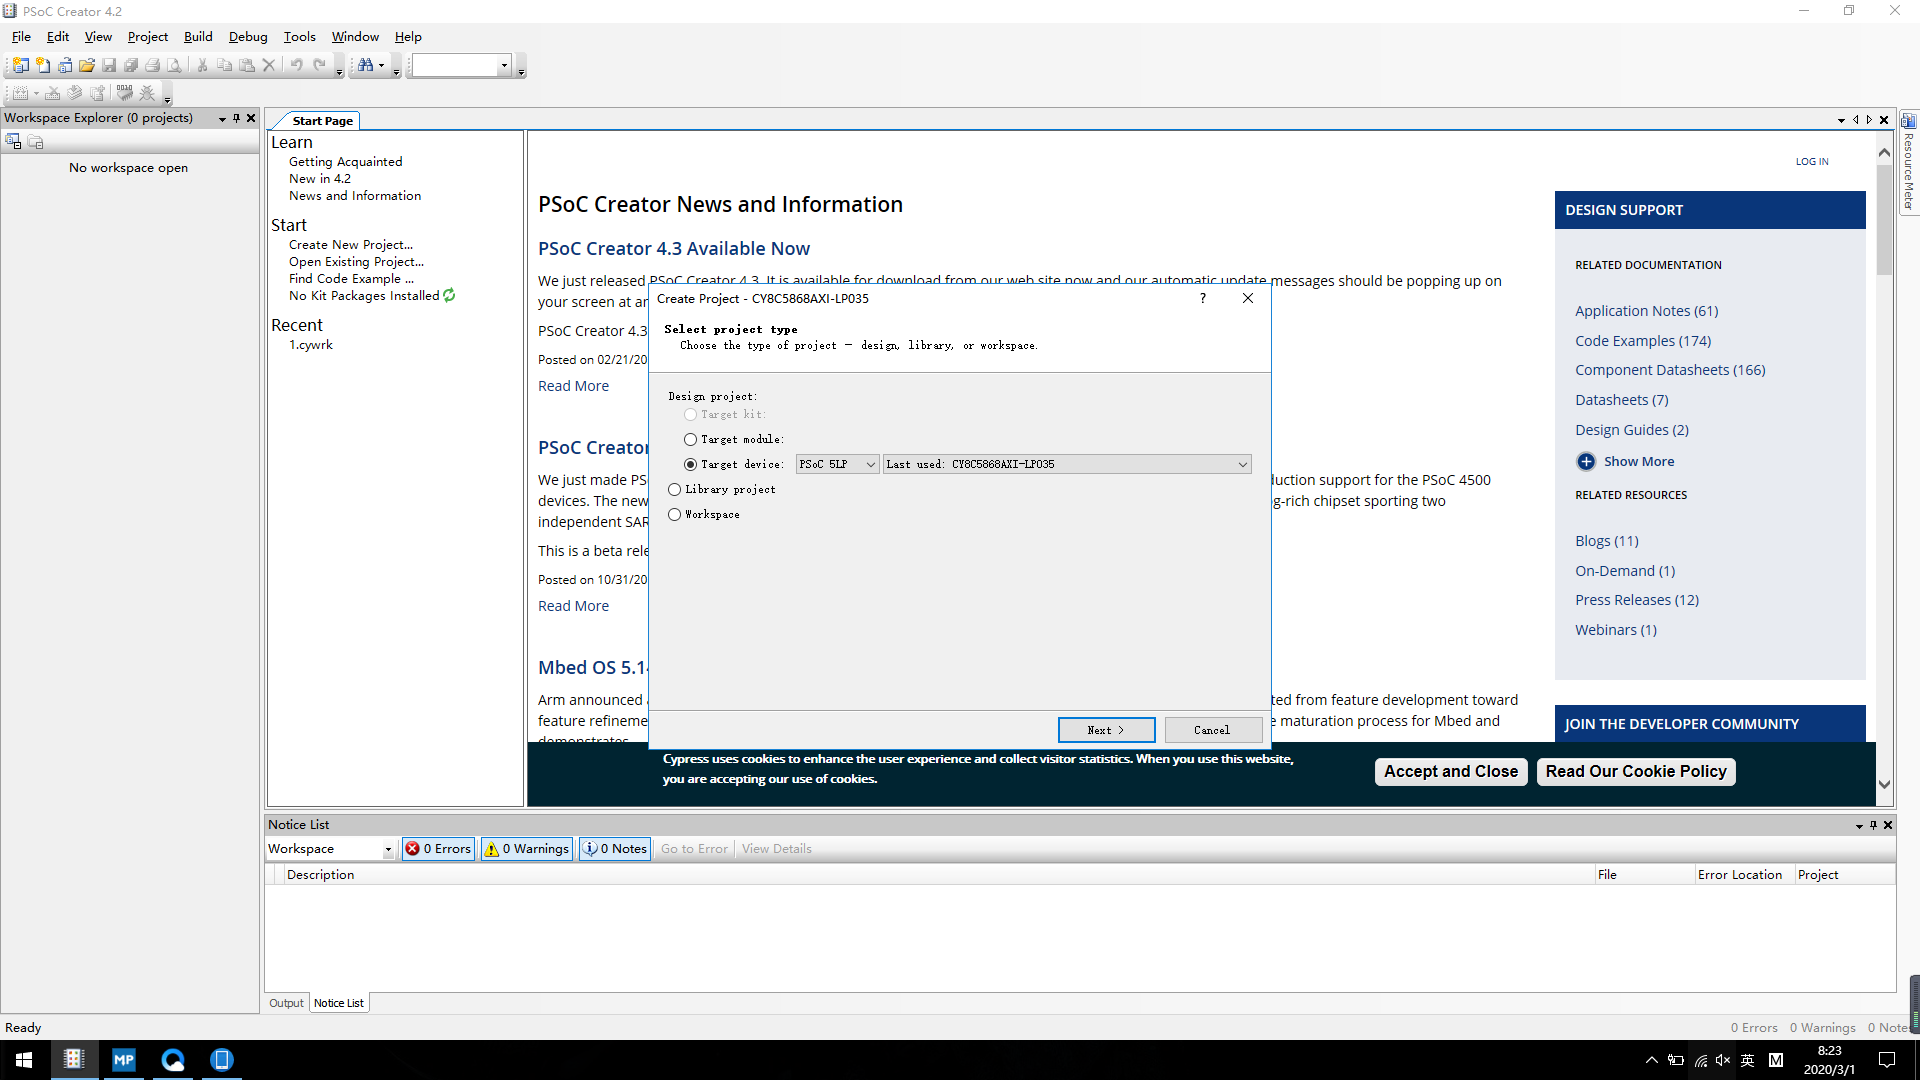 PSoC Creator 4.2
File Edit View Project Build Debug Tools Window Help
Workspace Explorer (0 projects)
No workspace open
Start Page
Learn
Getting Acquainted
New in 4.2
News and Information
Start
Create New Project...
Open Existing Project...
Find Code Example ...
No Kit Packages Installed
Recent
1.cywrk
LOG IN
PSoC Creator News and Information
PSoC Creator 4.3 Available Now
We just released PSoC Creator 4.3. It is available for download from our web site now and our automatic update messages should be popping up on
your screen at an
PSoC Creator 4.3
Posted on 02/21/20
Read More
PSoC Creator
We just made PS
duction support for the PSoC 4500
devices. The new
g-rich chipset sporting two
independent SAR
This is a beta rele
Posted on 10/31/20
Read More
Mbed OS 5.14
Arm announced
ted from feature development toward
feature refineme
e maturation process for Mbed and
demonstrates
Create Project - CY8C5868AXI-LP035
?
Select project type
Choose the type of project - design, library, or workspace.
Design project:
Target kit:
Target module:
Target device: PSoC 5LP Last used: CY8C5868AXI-LP035
Library project
Workspace
Next >
Cancel
DESIGN SUPPORT
RELATED DOCUMENTATION
Application Notes (61)
Code Examples (174)
Component Datasheets (166)
Datasheets (7)
Design Guides (2)
Show More
RELATED RESOURCES
Blogs (11)
On-Demand (1)
Press Releases (12)
Webinars (1)
JOIN THE DEVELOPER COMMUNITY
Resource Meter
Cypress uses cookies to enhance the user experience and collect visitor statistics. When you use this website,
you are accepting our use of cookies.
Accept and Close
Read Our Cookie Policy
Notice List
Workspace 0 Errors 0 Warnings 0 Notes Go to Error View Details
Description File Error Location Project
Output Notice List
Ready
0 Errors 0 Warnings 0 Notes
MP
英 M
8:23
2020/3/1